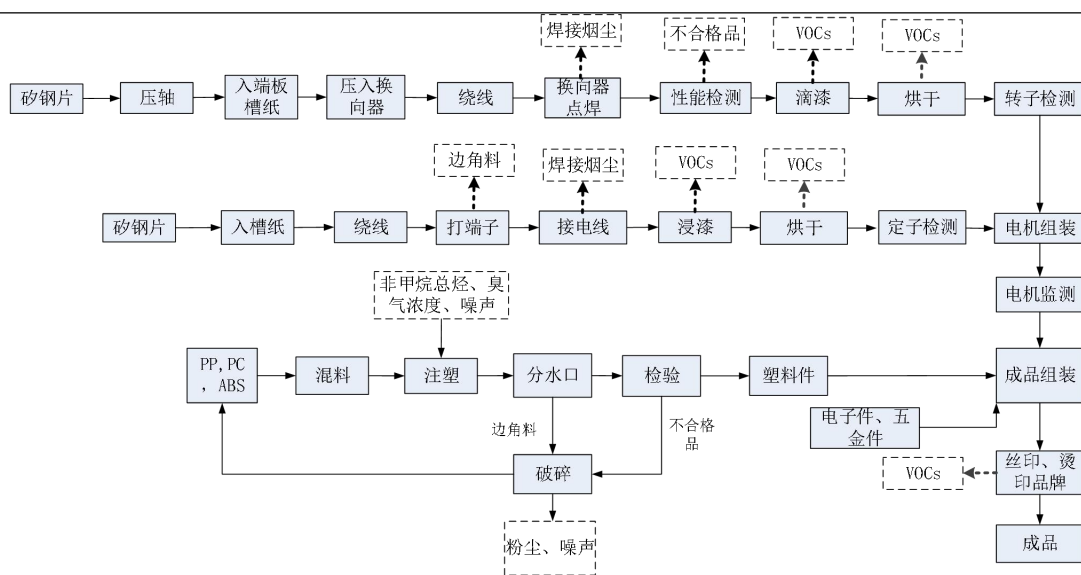 焊接烟尘
不合格品
VOCs
VOCs
矽钢片
压轴
入端板
槽纸
压入换
向器
绕线
换向器
点焊
性能检测
滴漆
烘干
转子检测
边角料
焊接烟尘
VOCs
VOCs
矽钢片
入槽纸
绕线
打端子
接电线
浸漆
烘干
定子检测
电机组装
非甲烷总烃、臭
气浓度、噪声
电机监测
PP,PC
，ABS
混料
注塑
分水口
检验
塑料件
成品组装
电子件、五
金件
边角料
不合格
品
破碎
VOCs
丝印、烫
印品牌
粉尘、噪声
成品